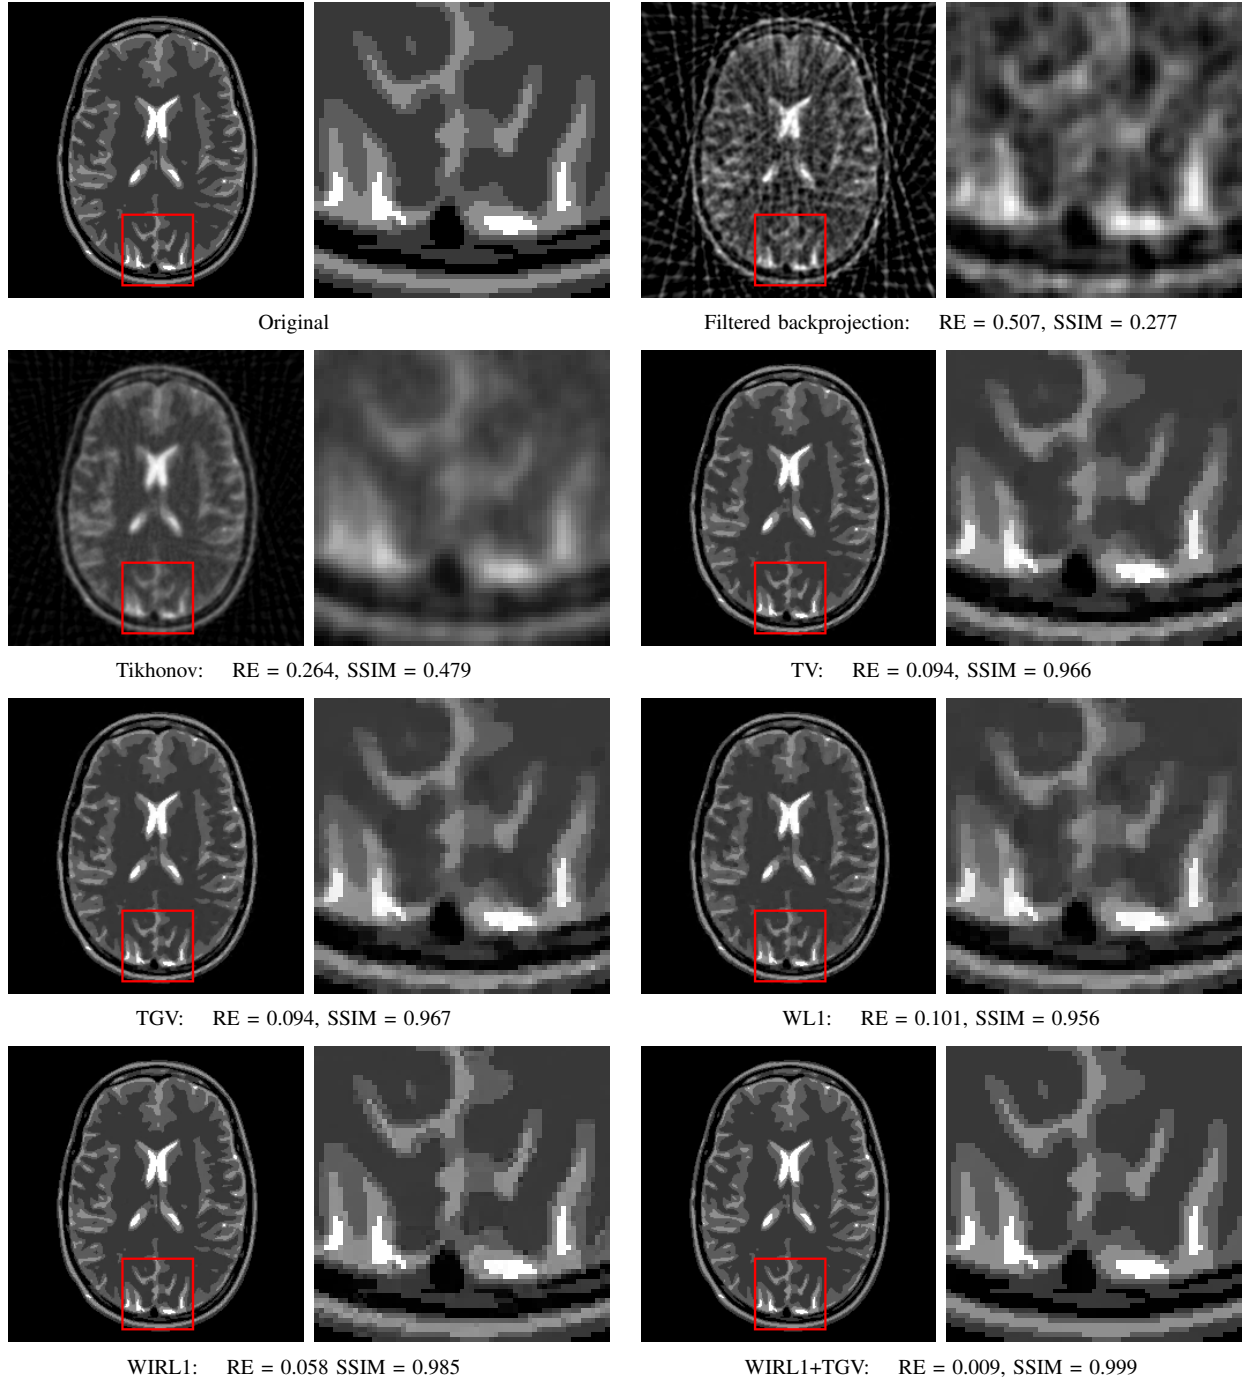 Original
Filtered backprojection: RE = 0.507, SSIM = 0.277
Tikhonov: RE = 0.264, SSIM = 0.479
TV: RE = 0.094, SSIM = 0.966
TGV: RE = 0.094, SSIM = 0.967
WL1: RE = 0.101, SSIM = 0.956
WIRL1: RE = 0.058 SSIM = 0.985
WIRL1+TGV: RE = 0.009, SSIM = 0.999